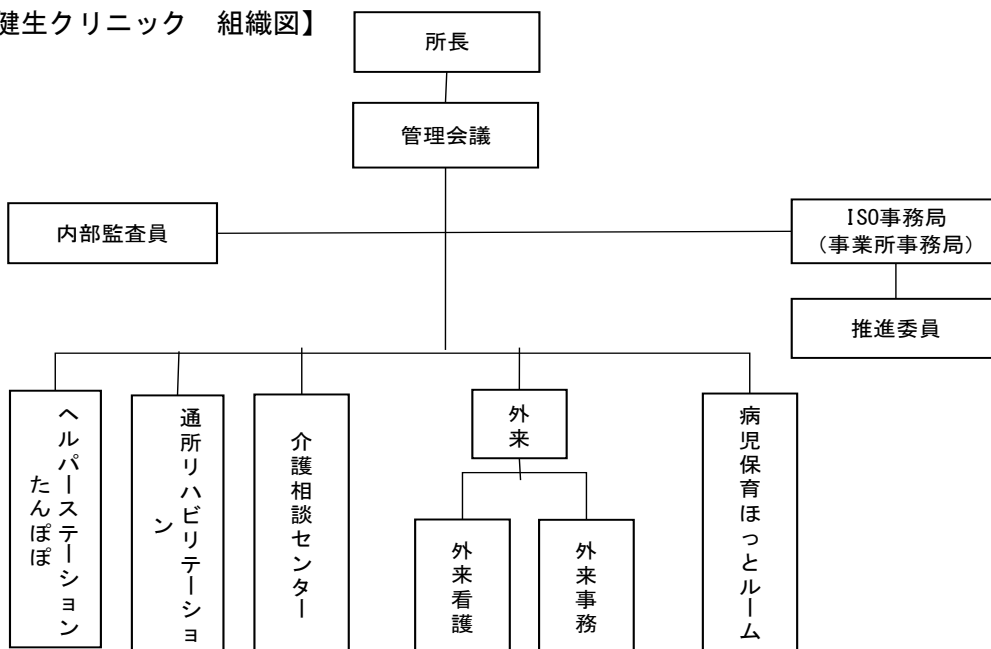 健生クリニック　組織図】
所長
管理会議
内部監査員
ISO事務局
（事業所事務局）
推進委員
ヘルパーステーション
たんぽぽ
通所リハビリテーショ
ン
介護相談センター
外来
外来看護
外来事務
病児保育ほっとルーム